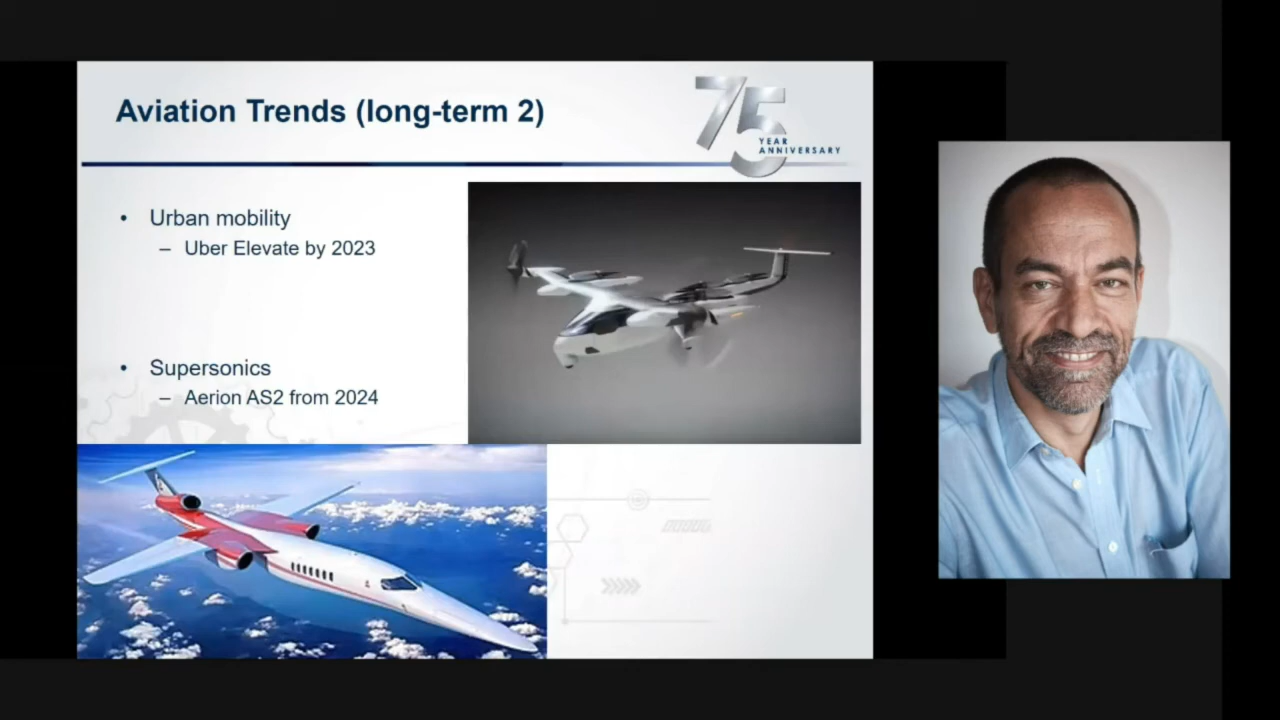 Aviation Trends (long-term 2)
75
YEAR
ANNIVERSARY
• Urban mobility
– Uber Elevate by 2023
• Supersonics
– Aerion AS2 from 2024